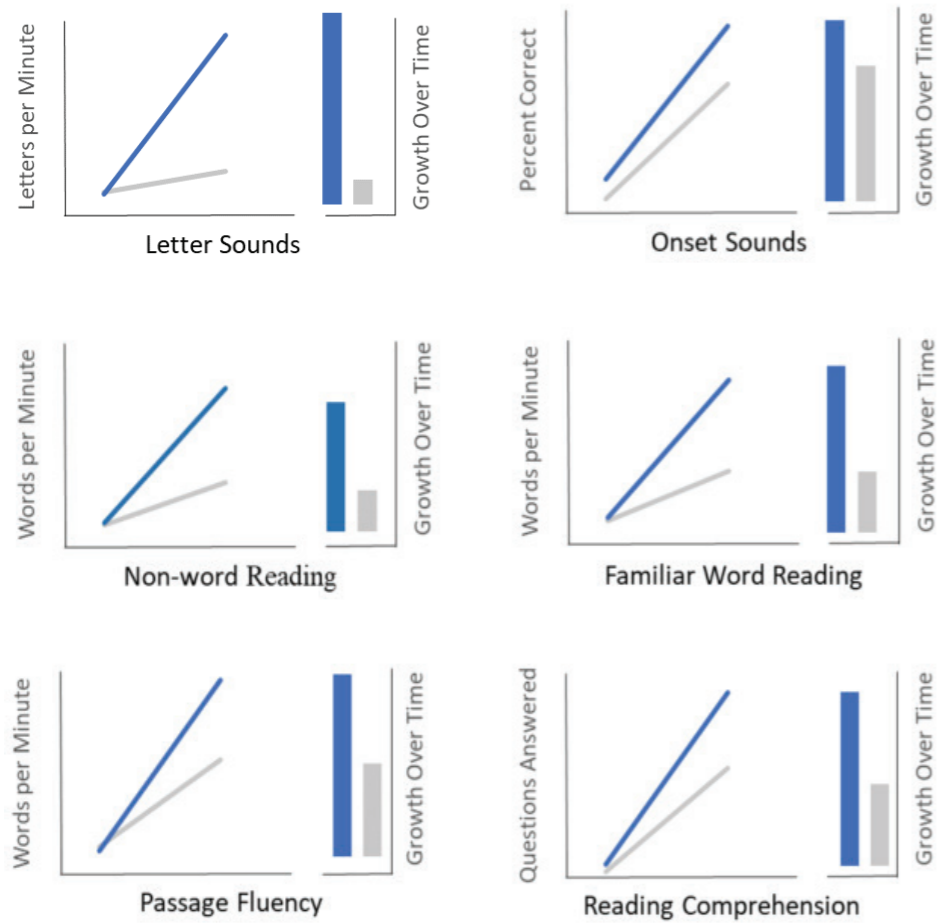 Letters per Minute
Growth Over Time
Letter Sounds
Percent Correct
Growth Over Time
Onset Sounds
Words per Minute
Growth Over Time
Non-word Reading
Words per Minute
Growth Over Time
Familiar Word Reading
Words per Minute
Growth Over Time
Passage Fluency
Questions Answered
Growth Over Time
Reading Comprehension